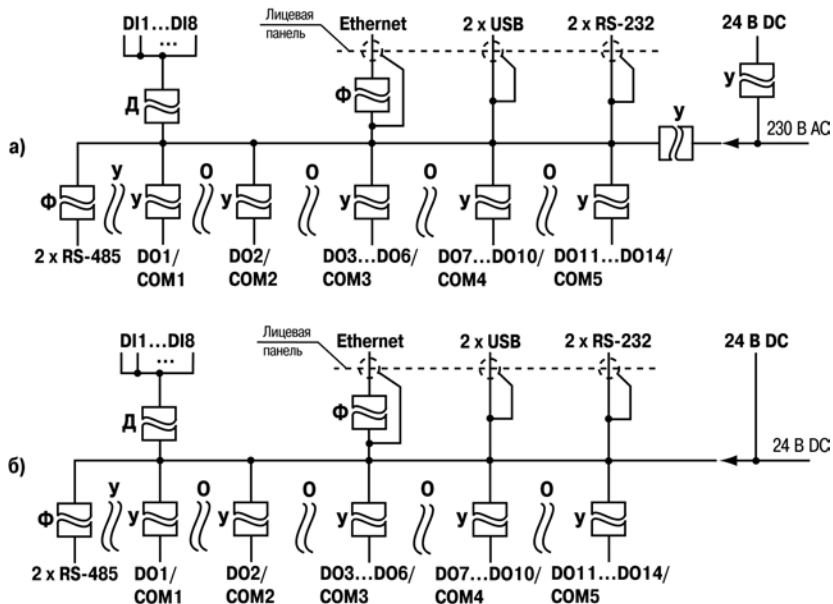 DI1...DI8
...
Лицевая
панель
Ethernet
2 x USB
2 x RS-232
24 В DC
Д
Ф
У
У
230 В AC
а)
Ф
У
У
О
У
О
У
О
У
О
У
2 x RS-485
DO1/
COM1
DO2/
COM2
DO3...DO6/
COM3
DO7...DO10/
COM4
DO11...DO14/
COM5
DI1...DI8
...
Лицевая
панель
Ethernet
2 x USB
2 x RS-232
24 В DC
Д
Ф
24 В DC
б)
Ф
У
У
О
У
О
У
О
У
О
У
2 x RS-485
DO1/
COM1
DO2/
COM2
DO3...DO6/
COM3
DO7...DO10/
COM4
DO11...DO14/
COM5